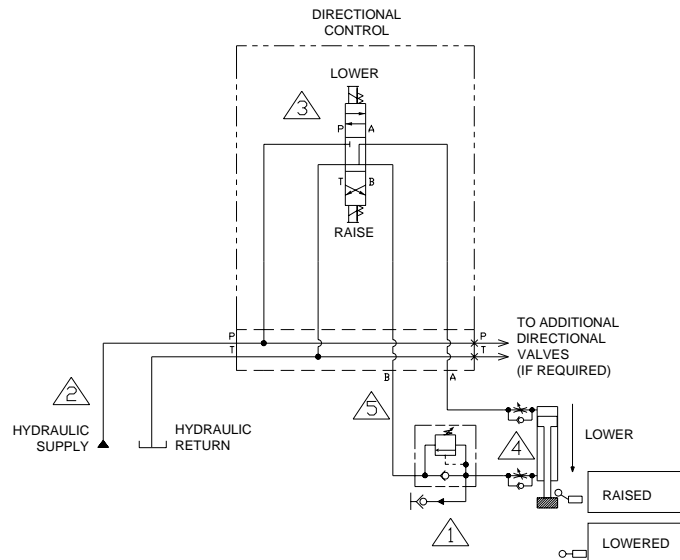 DIRECTIONAL
CONTROL
LOWER
3
P A
T B
RAISE
P P
T T
TO ADDITIONAL
DIRECTIONAL
VALVES
(IF REQUIRED)
B A
2
5
HYDRAULIC
SUPPLY
HYDRAULIC
RETURN
4
LOWER
RAISED
1
LOWERED